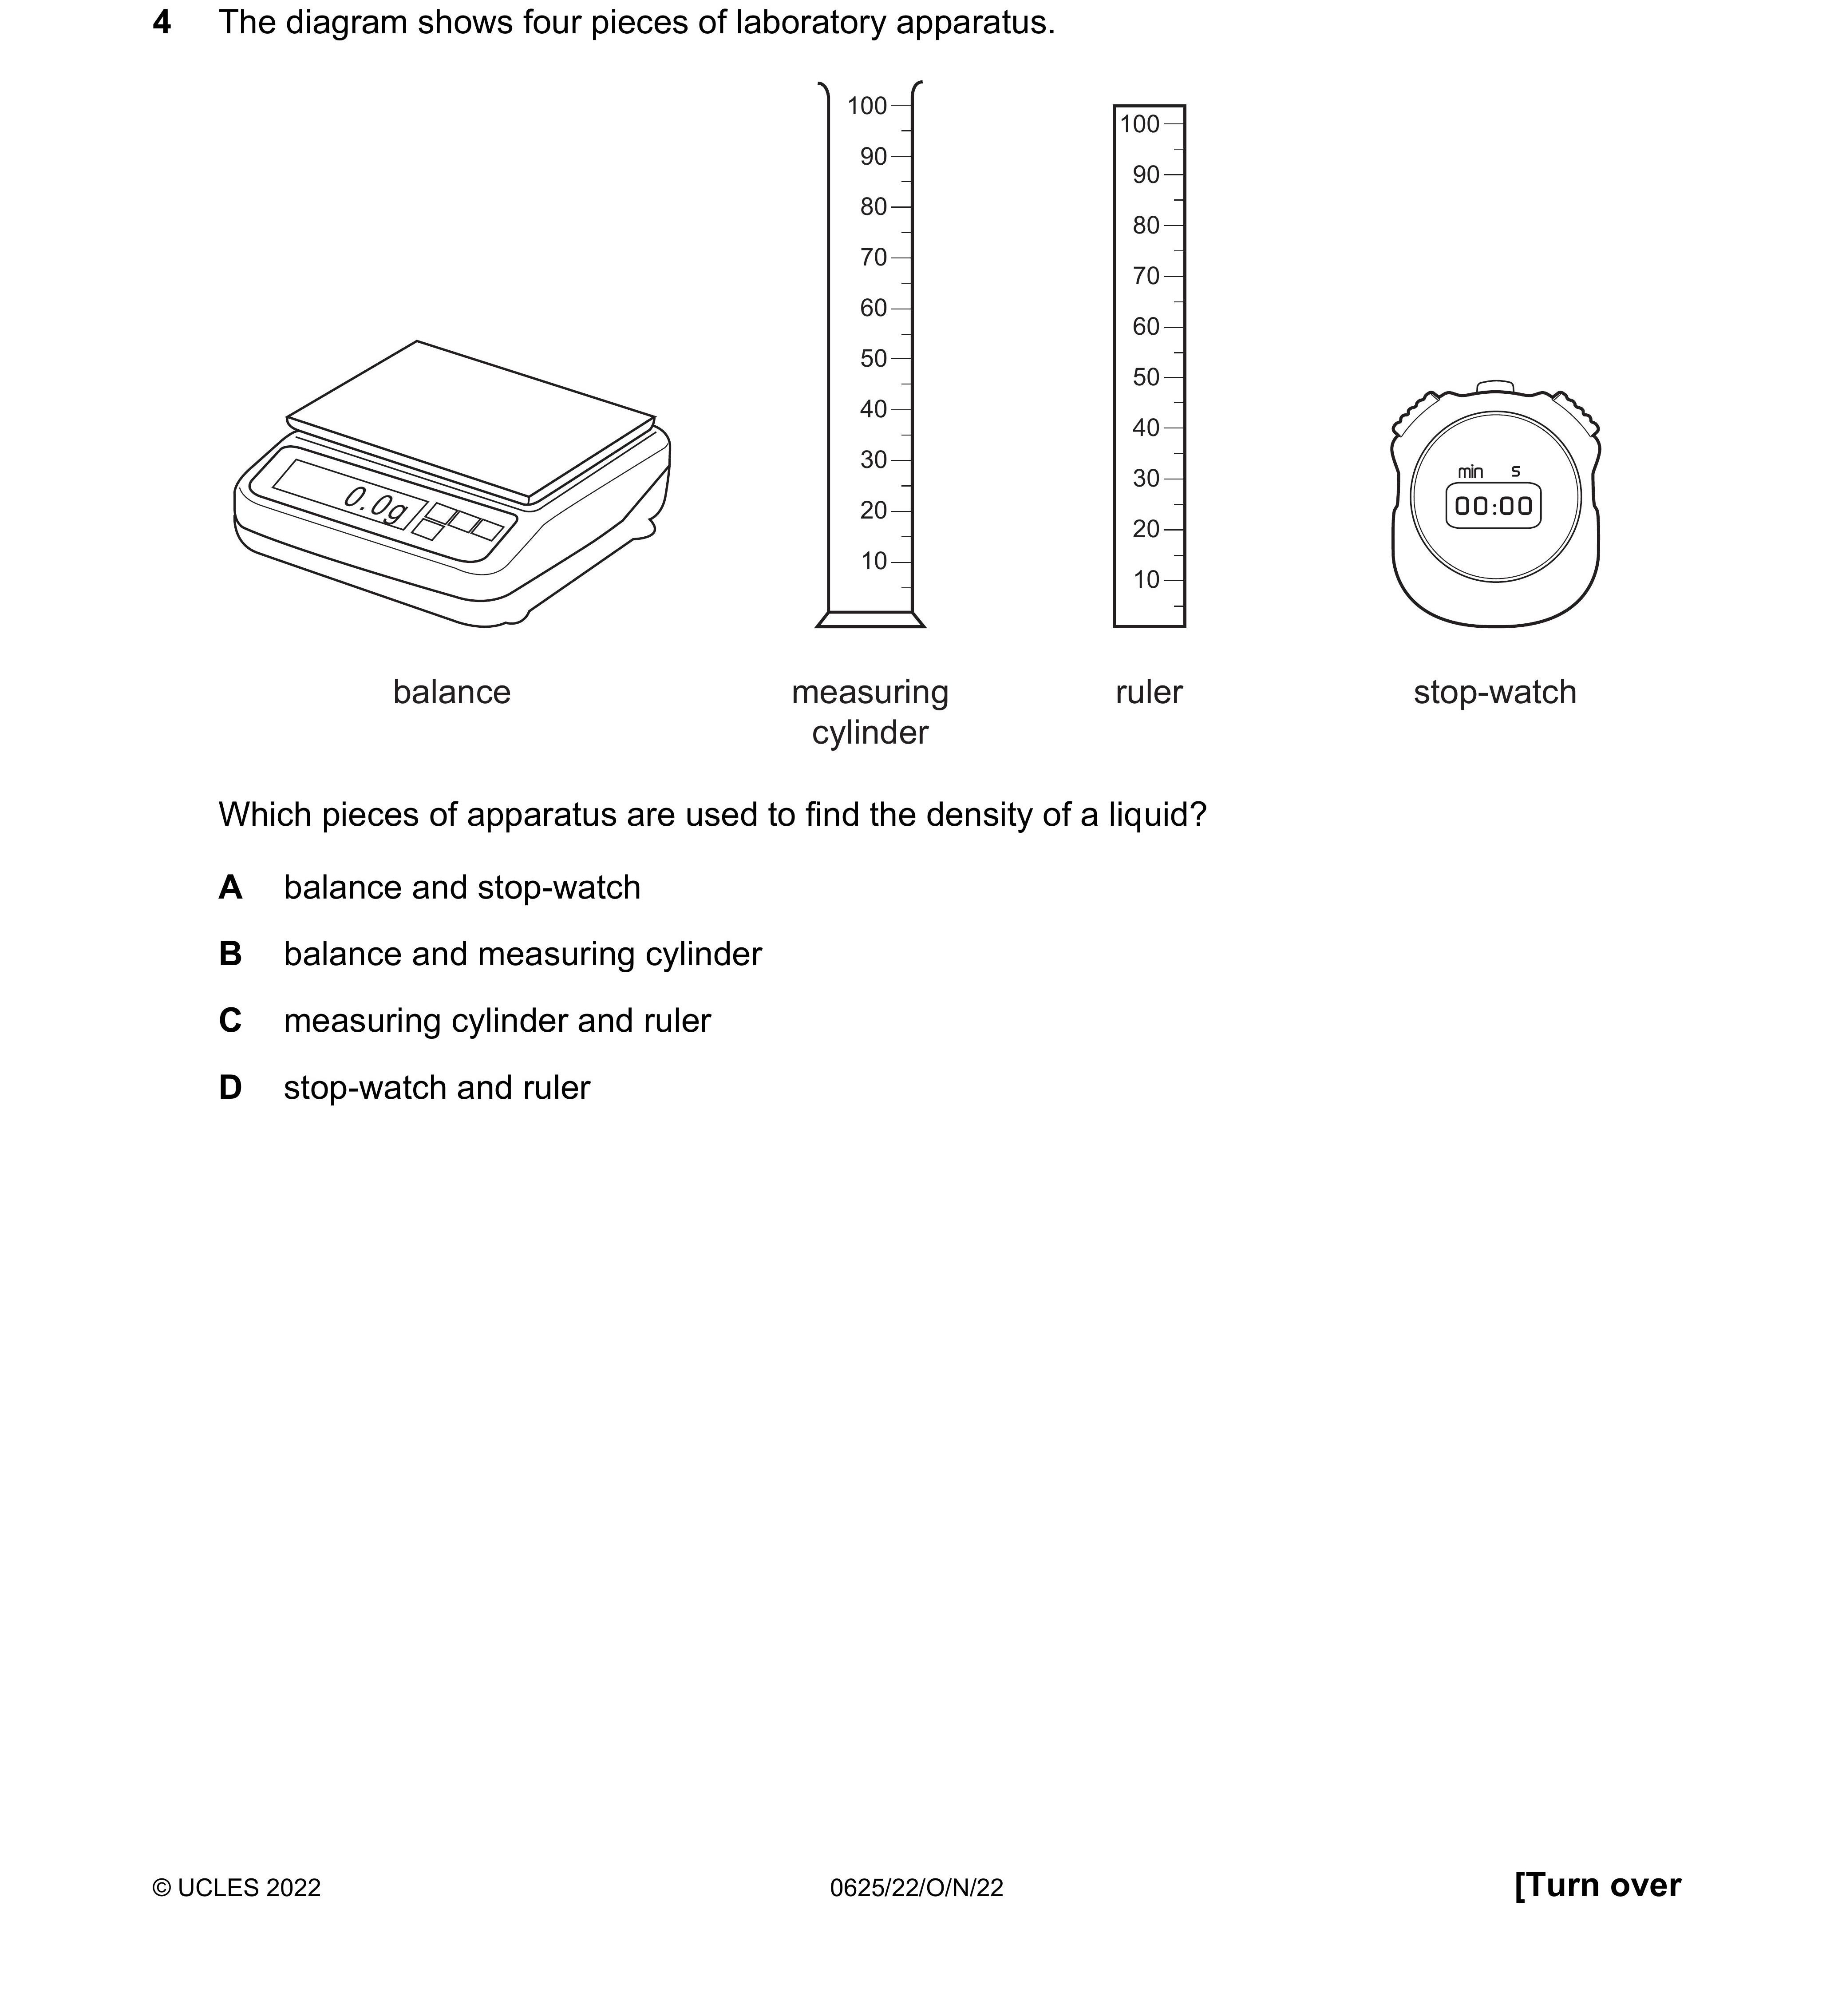 4 The diagram shows four pieces of laboratory apparatus.
100
90
80
70
60
50
40
30
20
10
100
90
80
70
60
50
40
30
20
10
0.0g
min s
00:00
balance
measuring
cylinder
ruler
stop-watch
Which pieces of apparatus are used to find the density of a liquid?
A balance and stop-watch
B balance and measuring cylinder
C measuring cylinder and ruler
D stop-watch and ruler
© UCLES 2022
0625/22/O/N/22
[Turn over